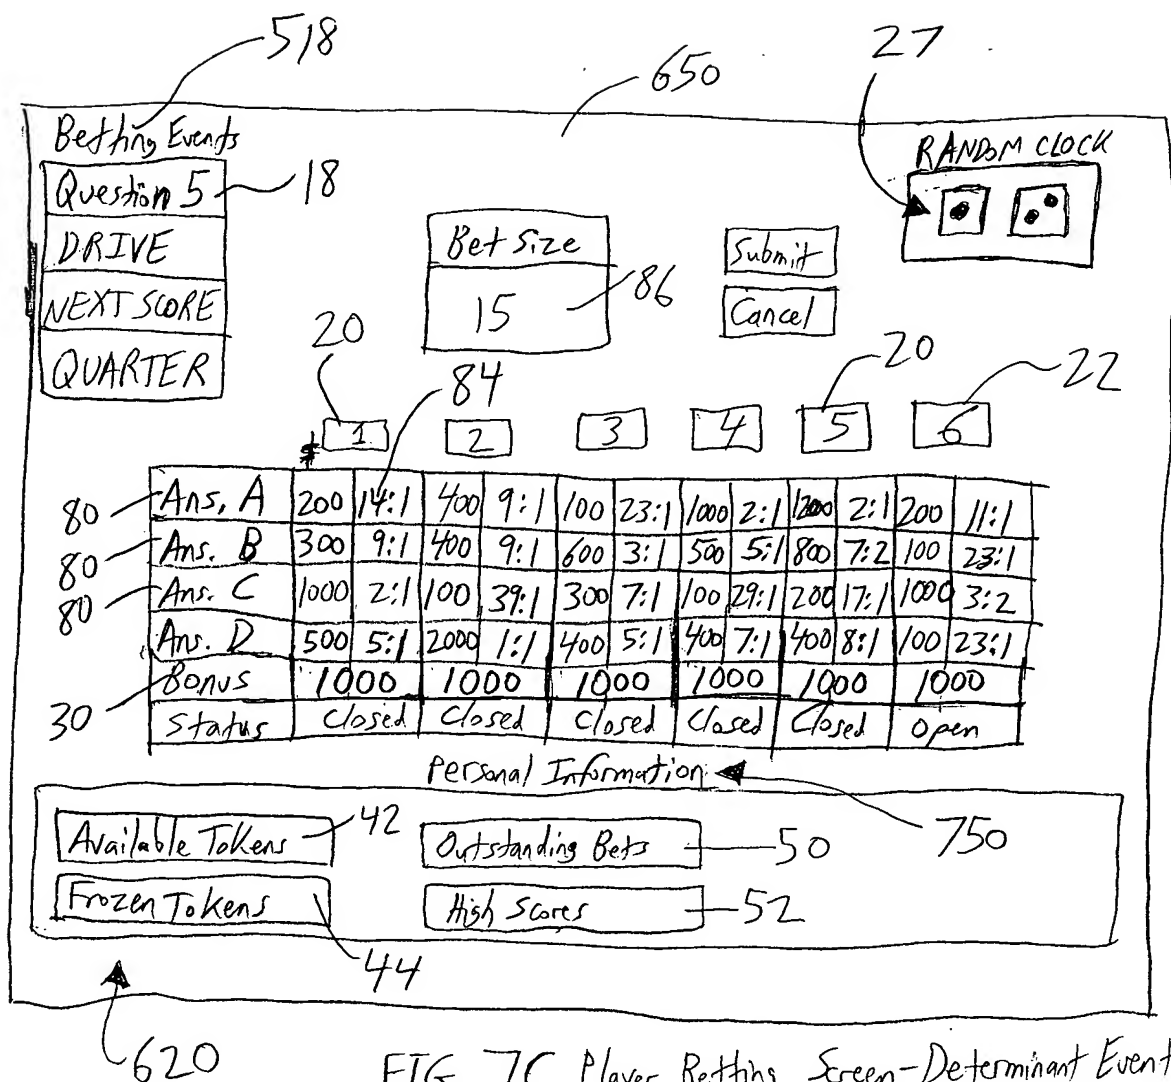 518
27
650
Betting Events
RANDOM CLOCK
Question 5
18
DRIVE
Bet Size
Submit
NEXT SCORE
15
86
Cancel
QUARTER
20
84
20
22
$
1 2 3 4 5 6
80 Ans. A 200 14:1 400 9:1 100 23:1 1000 2:1 1200 2:1 200 11:1
80 Ans. B 300 9:1 400 9:1 600 3:1 500 5:1 800 7:2 100 23:1
80 Ans. C 1000 2:1 100 39:1 300 7:1 100 29:1 200 17:1 1000 3:2
Ans. D 500 5:1 2000 1:1 400 5:1 400 7:1 400 8:1 100 23:1
Bonus 1000 1000 1000 1000 1000 1000
30
Status Closed Closed Closed Closed Closed Open
Personal Information
750
Available Tokens 42 Outstanding Bets 50
Frozen Tokens High Scores 52
44
620
FIG 7C Player Betting Screen-Determinant Event